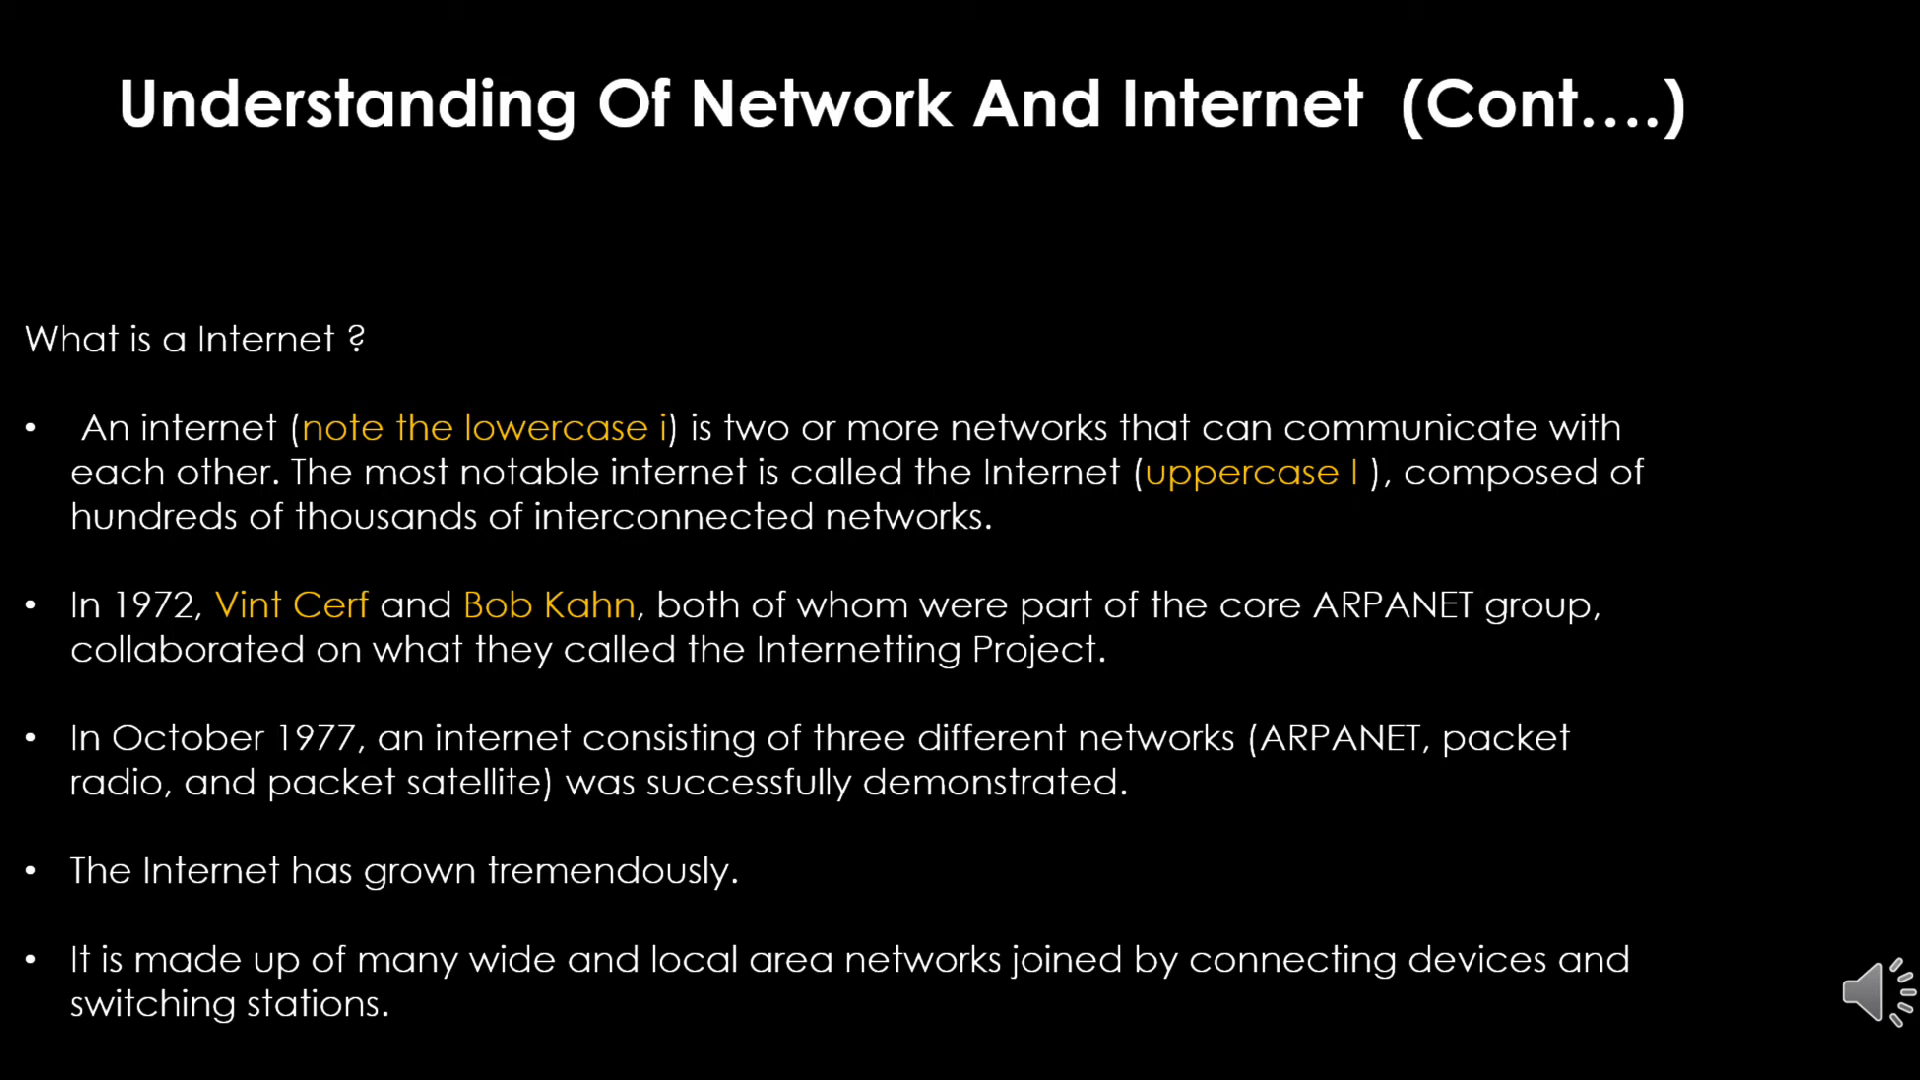 Understanding Of Network And Internet (Cont....)
What is a Internet ?
• An internet (note the lowercase i) is two or more networks that can communicate with
each other. The most notable internet is called the Internet (uppercase I ), composed of
hundreds of thousands of interconnected networks.
• In 1972, Vint Cerf and Bob Kahn, both of whom were part of the core ARPANET group,
collaborated on what they called the Internetting Project.
• In October 1977, an internet consisting of three different networks (ARPANET, packet
radio, and packet satellite) was successfully demonstrated.
• The Internet has grown tremendously.
• It is made up of many wide and local area networks joined by connecting devices and
switching stations.